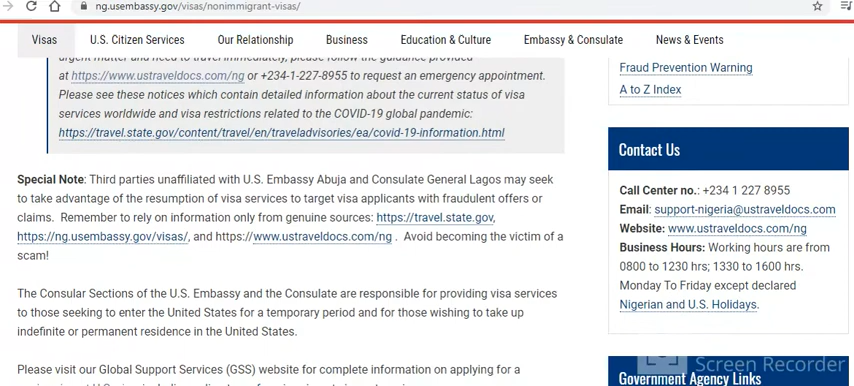 ng.usembassy.gov/visas/nonimmigrant-visas/
Visas U.S. Citizen Services Our Relationship Business Education & Culture Embassy & Consulate News & Events
urgent matter and need to travel immediately, please follow the guidance provided
at https://www.ustraveldocs.com/ng or +234-1-227-8955 to request an emergency appointment.
Please see these notices which contain detailed information about the current status of visa
services worldwide and visa restrictions related to the COVID-19 global pandemic:
https://travel.state.gov/content/travel/en/traveladvisories/ea/covid-19-information.html
Special Note: Third parties unaffiliated with U.S. Embassy Abuja and Consulate General Lagos may seek
to take advantage of the resumption of visa services to target visa applicants with fraudulent offers or
claims. Remember to rely on information only from genuine sources: https://travel.state.gov,
https://ng.usembassy.gov/visas/, and https://www.ustraveldocs.com/ng . Avoid becoming the victim of a
scam!
The Consular Sections of the U.S. Embassy and the Consulate are responsible for providing visa services
to those seeking to enter the United States for a temporary period and for those wishing to take up
indefinite or permanent residence in the United States.
Please visit our Global Support Services (GSS) website for complete information on applying for a
Fraud Prevention Warning
A to Z Index
Contact Us
Call Center no.: +234 1 227 8955
Email: support-nigeria@ustraveldocs.com
Website: www.ustraveldocs.com/ng
Business Hours: Working hours are from
0800 to 1230 hrs; 1330 to 1600 hrs.
Monday To Friday except declared
Nigerian and U.S. Holidays.
Screen Recorder
Government Agency Links